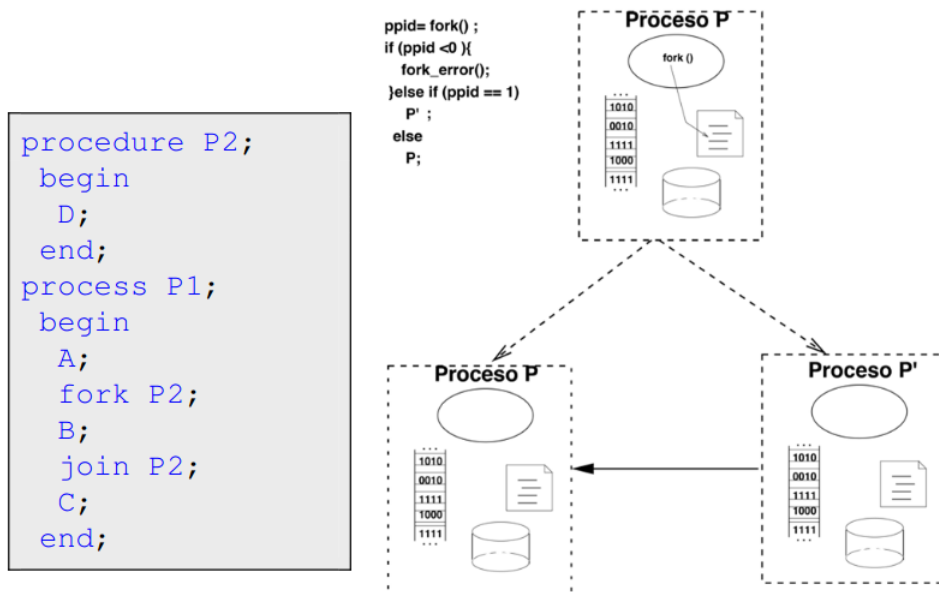 procedure P2;
begin
D;
end;
process P1;
begin
A;
fork P2;
B;
join P2;
C;
end;
ppid= fork() ;
if (ppid <0 ){
fork_error();
}else if (ppid == 1)
P' ;
else
P;
Proceso P
fork ()
...
1010
0010
1111
1000
1111
...
Proceso P
...
1010
0010
1111
1000
1111
...
Proceso P'
...
1010
0010
1111
1000
1111
...